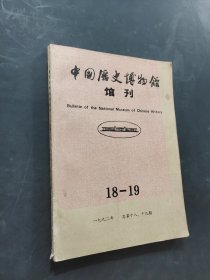 中国历史博物馆
馆刊
Bulletin of the National Museum of Chinese History
18-19
一九九二年 总第十八、十九期